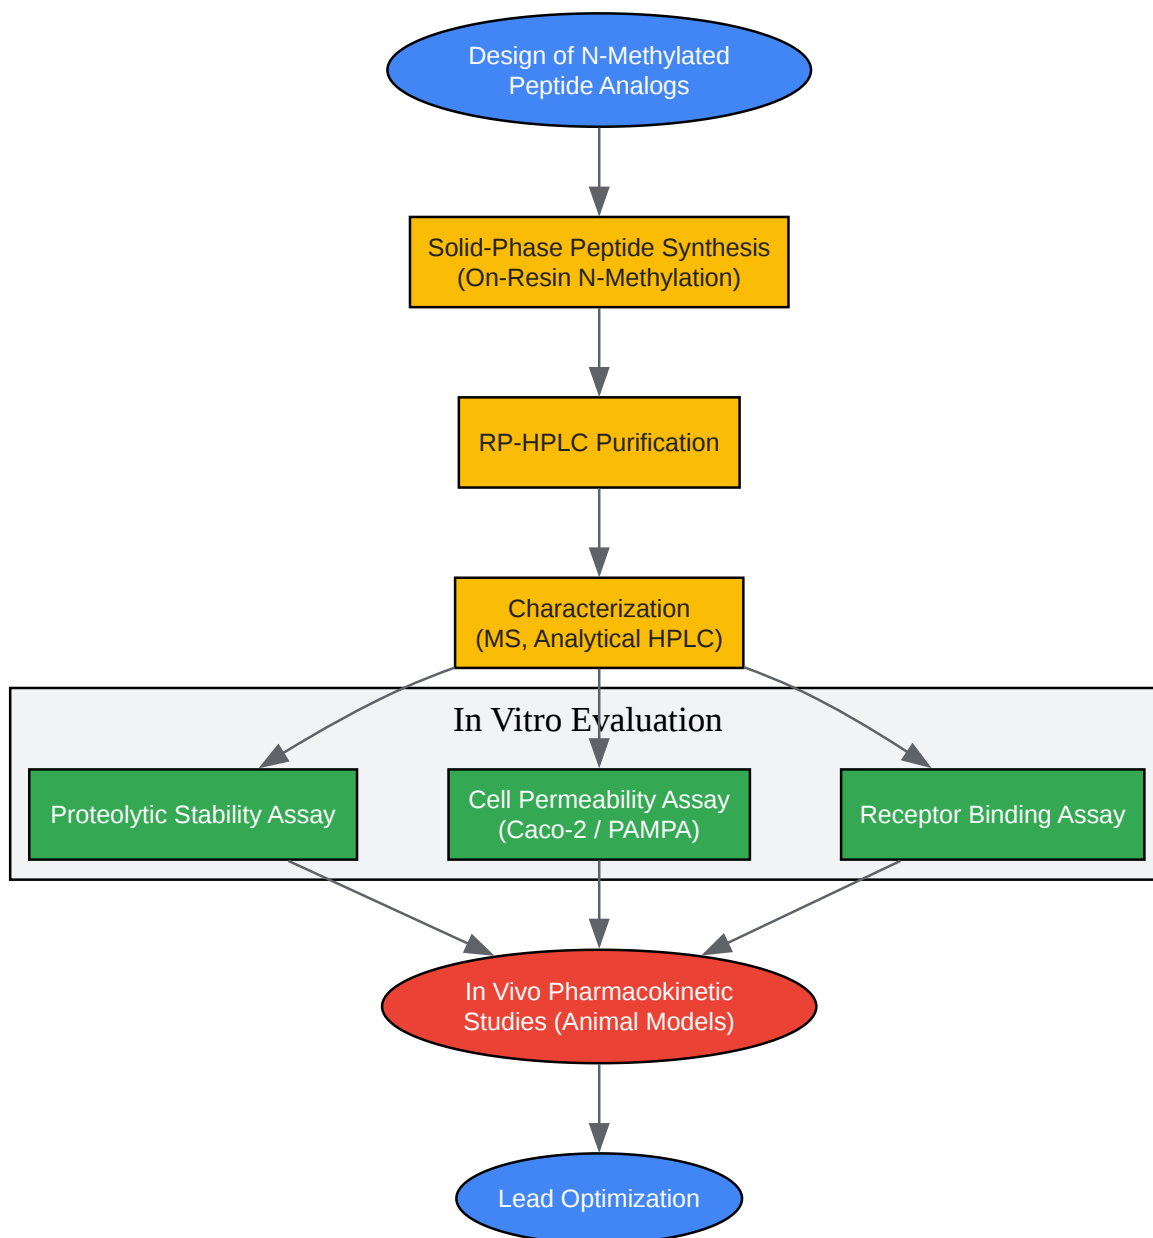 Design of N-Methylated
Peptide Analogs
Solid-Phase Peptide Synthesis
(On-Resin N-Methylation)
RP-HPLC Purification
Characterization
(MS, Analytical HPLC)
In Vitro Evaluation
Proteolytic Stability Assay
Cell Permeability Assay
(Caco-2 / PAMPA)
Receptor Binding Assay
In Vivo Pharmacokinetic
Studies (Animal Models)
Lead Optimization